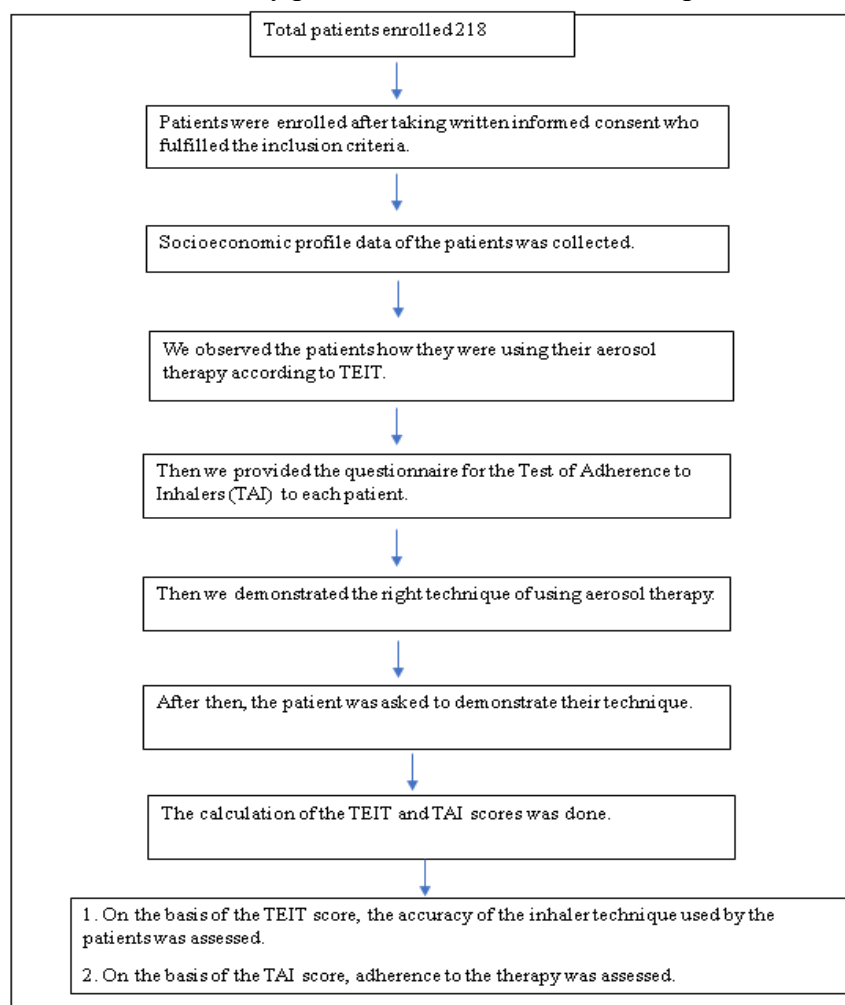 Total patients enrolled 218
Patients were enrolled after taking written informed consent who
fulfilled the inclusion criteria.
Socioeconomic profile data of the patients was collected.
We observed the patients how they were using their aerosol
therapy according to TEIT.
Then we provided the questionnaire for the Test of Adherence to
Inhalers (TAI) to each patient.
Then we demonstrated the right technique of using aerosol therapy.
After then, the patient was asked to demonstrate their technique.
The calculation of the TEIT and TAI scores was done.
1. On the basis of the TEIT score, the accuracy of the inhaler technique used by the
patients was assessed.
2. On the basis of the TAI score, adherence to the therapy was assessed.